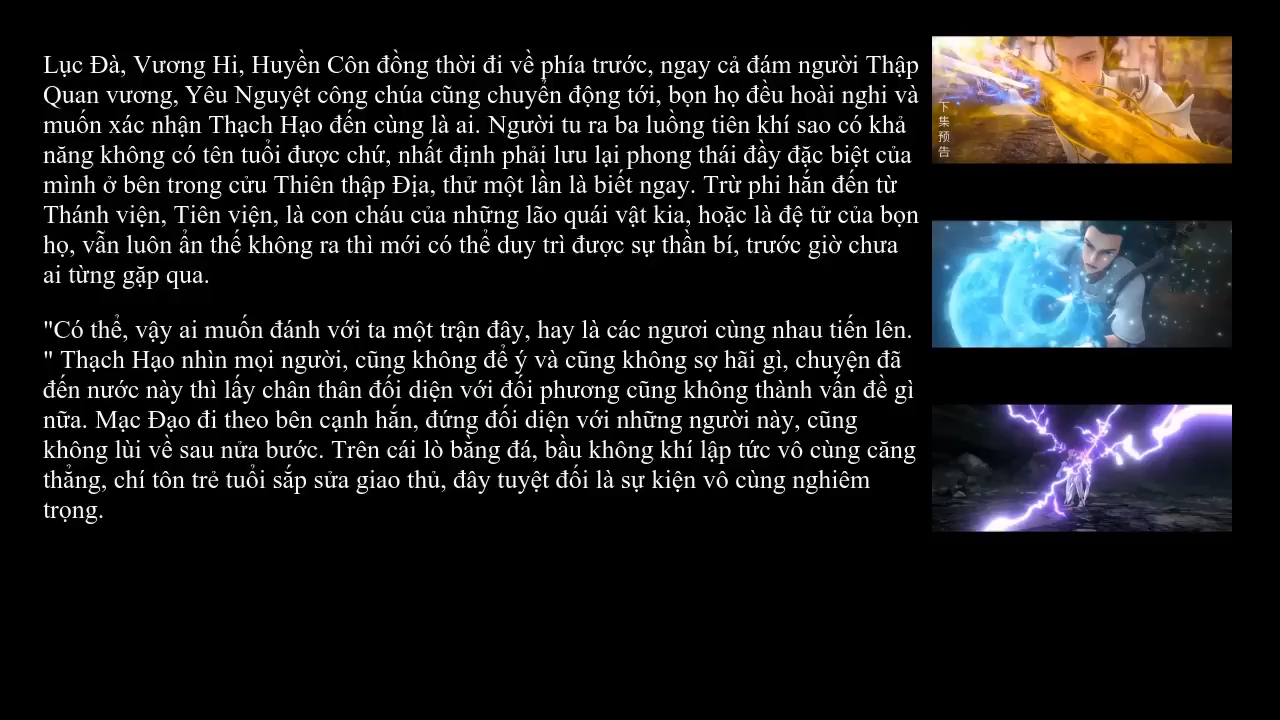 Lục Đà, Vương Hi, Huyền Côn đồng thời đi về phía trước, ngay cả đám người Thập
Quan vương, Yêu Nguyệt công chúa cũng chuyển động tới, bọn họ đều hoài nghi và
muốn xác nhận Thạch Hạo đến cùng là ai. Người tu ra ba luồng tiên khí sao có khả
năng không có tên tuổi được chứ, nhất định phải lưu lại phong thái đầy đặc biệt của
mình ở bên trong cửu Thiên thập Địa, thử một lần là biết ngay. Trừ phi hắn đến từ
Thánh viện, Tiên viện, là con cháu của những lão quái vật kia, hoặc là đệ tử của bọn
họ, vẫn luôn ẩn thế không ra thì mới có thể duy trì được sự thần bí, trước giờ chưa
ai từng gặp qua.
"Có thể, vậy ai muốn đánh với ta một trận đây, hay là các ngươi cùng nhau tiến lên.
" Thạch Hạo nhìn mọi người, cũng không để ý và cũng không sợ hãi gì, chuyện đã
đến nước này thì lấy chân thân đối diện với đối phương cũng không thành vấn đề gì
nữa. Mạc Đạo đi theo bên cạnh hắn, đứng đối diện với những người này, cũng
không lùi về sau nửa bước. Trên cái lò bằng đá, bầu không khí lập tức vô cùng căng
thẳng, chí tôn trẻ tuổi sắp sửa giao thủ, đây tuyệt đối là sự kiện vô cùng nghiêm
trọng.
下集预告